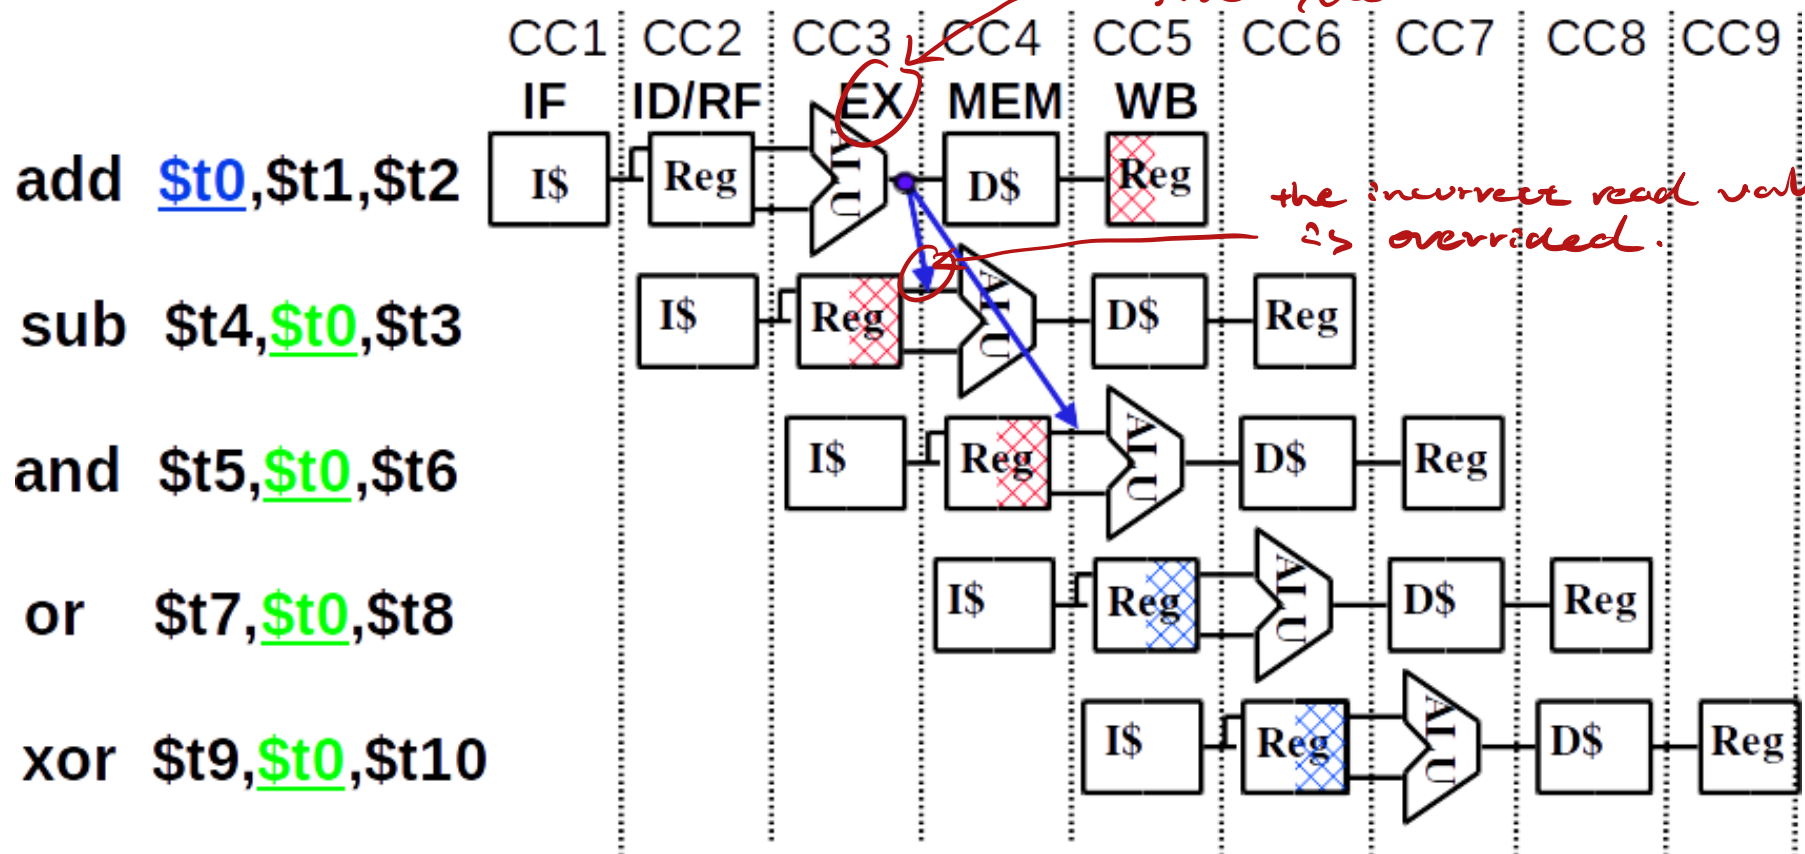 CC1 CC2 CC3 CC4 CC5 CC6 CC7 CC8 CC9
IF ID/RF EX MEM WB
add $t0,$t1,$t2 I$ Reg ALU D$ Reg
the incurrect read
is overrided.
sub $t4,$t0,$t3 I$ Reg ALU D$ Reg
and $t5,$t0,$t6 I$ Reg ALU D$ Reg
or $t7,$t0,$t8 I$ Reg ALU D$ Reg
xor $t9,$t0,$t10 I$ Reg ALU D$ Reg